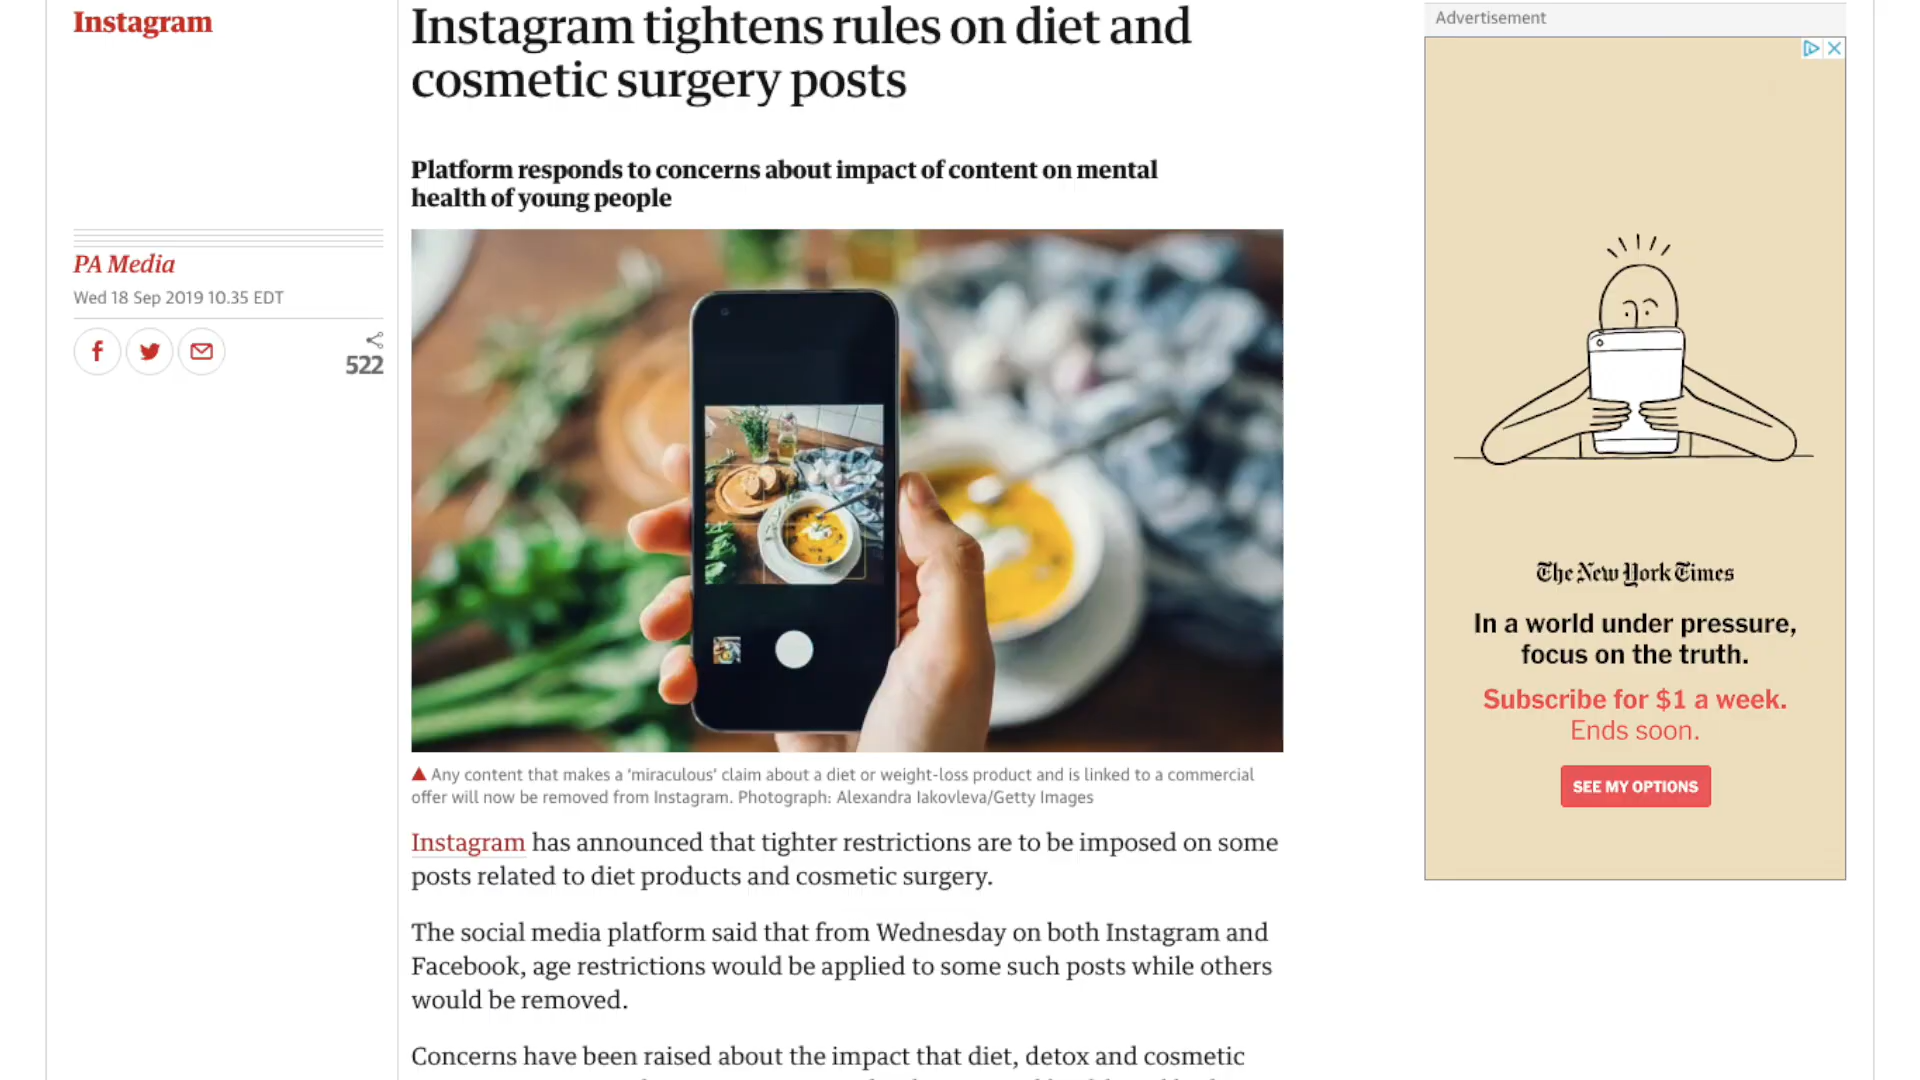 Instagram
Instagram tightens rules on diet and
cosmetic surgery posts
Platform responds to concerns about impact of content on mental
health of young people
PA Media
Wed 18 Sep 2019 10.35 EDT
522
Any content that makes a 'miraculous' claim about a diet or weight-loss product and is linked to a commercial
offer will now be removed from Instagram. Photograph: Alexandra Iakovleva/Getty Images
Instagram has announced that tighter restrictions are to be imposed on some
posts related to diet products and cosmetic surgery.
The social media platform said that from Wednesday on both Instagram and
Facebook, age restrictions would be applied to some such posts while others
would be removed.
Concerns have been raised about the impact that diet, detox and cosmetic
Advertisement
The New York Times
In a world under pressure,
focus on the truth.
Subscribe for $1 a week.
Ends soon.
SEE MY OPTIONS